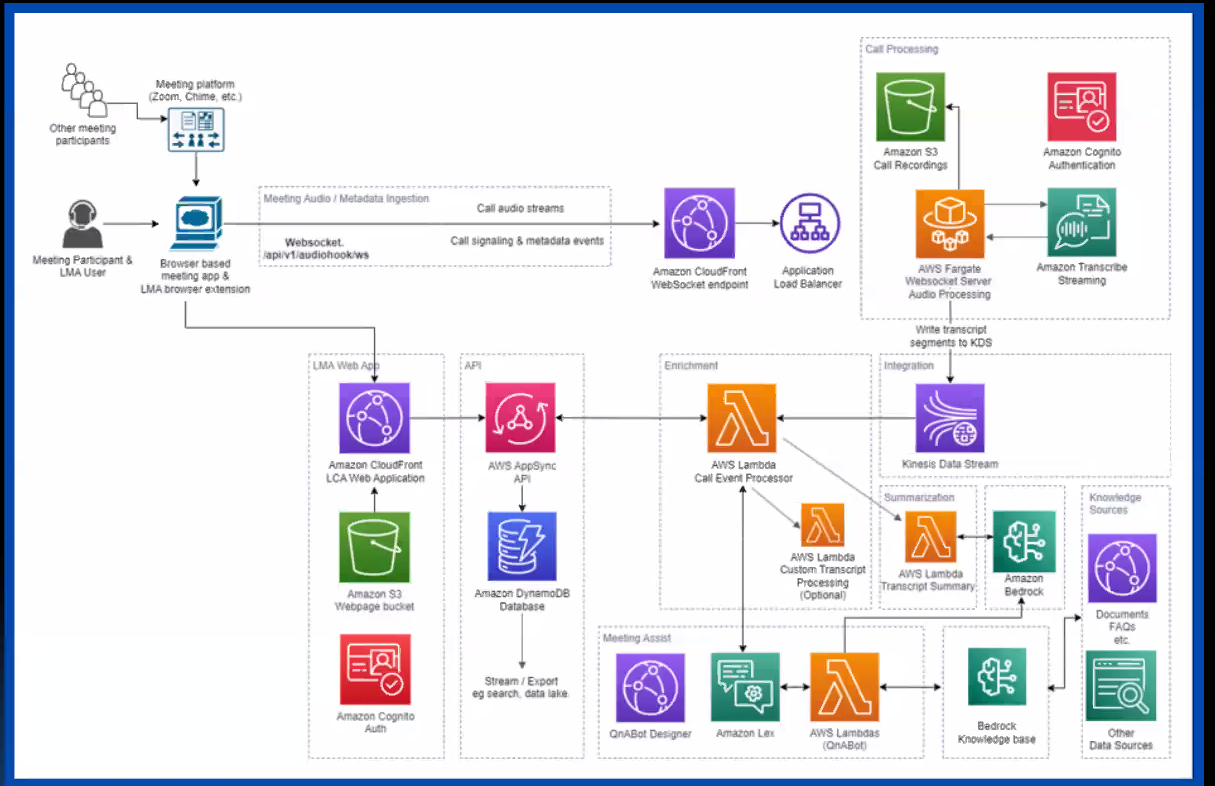 Call Processing
Meeting platform
(Zoom, Chime, etc.)
Other meeting
participants
Amazon S3
Call Recordings
Amazon Cognito
Authentication
Meeting Audio / Metadata Ingestion
Call audio streams
Call signaling & metadata events
Websocket.
/api/v1/audiohook/ws
Meeting Participant &
LMA User
Browser based
meeting app &
LMA browser extension
Amazon CloudFront
WebSocket endpoint
Application
Load Balancer
AWS Fargate
Websocket Server
Audio Processing
Amazon Transcribe
Streaming
Write transcript
segments to KDS
LMA Web App
API
Enrichment
Integration
Amazon CloudFront
LCA Web Application
AWS AppSync
API
AWS Lambda
Call Event Processor
Kinesis Data Stream
Summarization
Knowledge
Sources
AWS Lambda
Custom Transcript
Processing
(Optional)
AWS Lambda
Transcript Summary
Amazon
Bedrock
Amazon S3
Webpage bucket
Amazon DynamoDB
Database
Documents
FAQs
etc.
Meeting Assist
Stream / Export
eg search, data lake.
Amazon Cognito
Auth
QnABot Designer
Amazon Lex
AWS Lambdas
(QnABot)
Bedrock
Knowledge base
Other
Data Sources